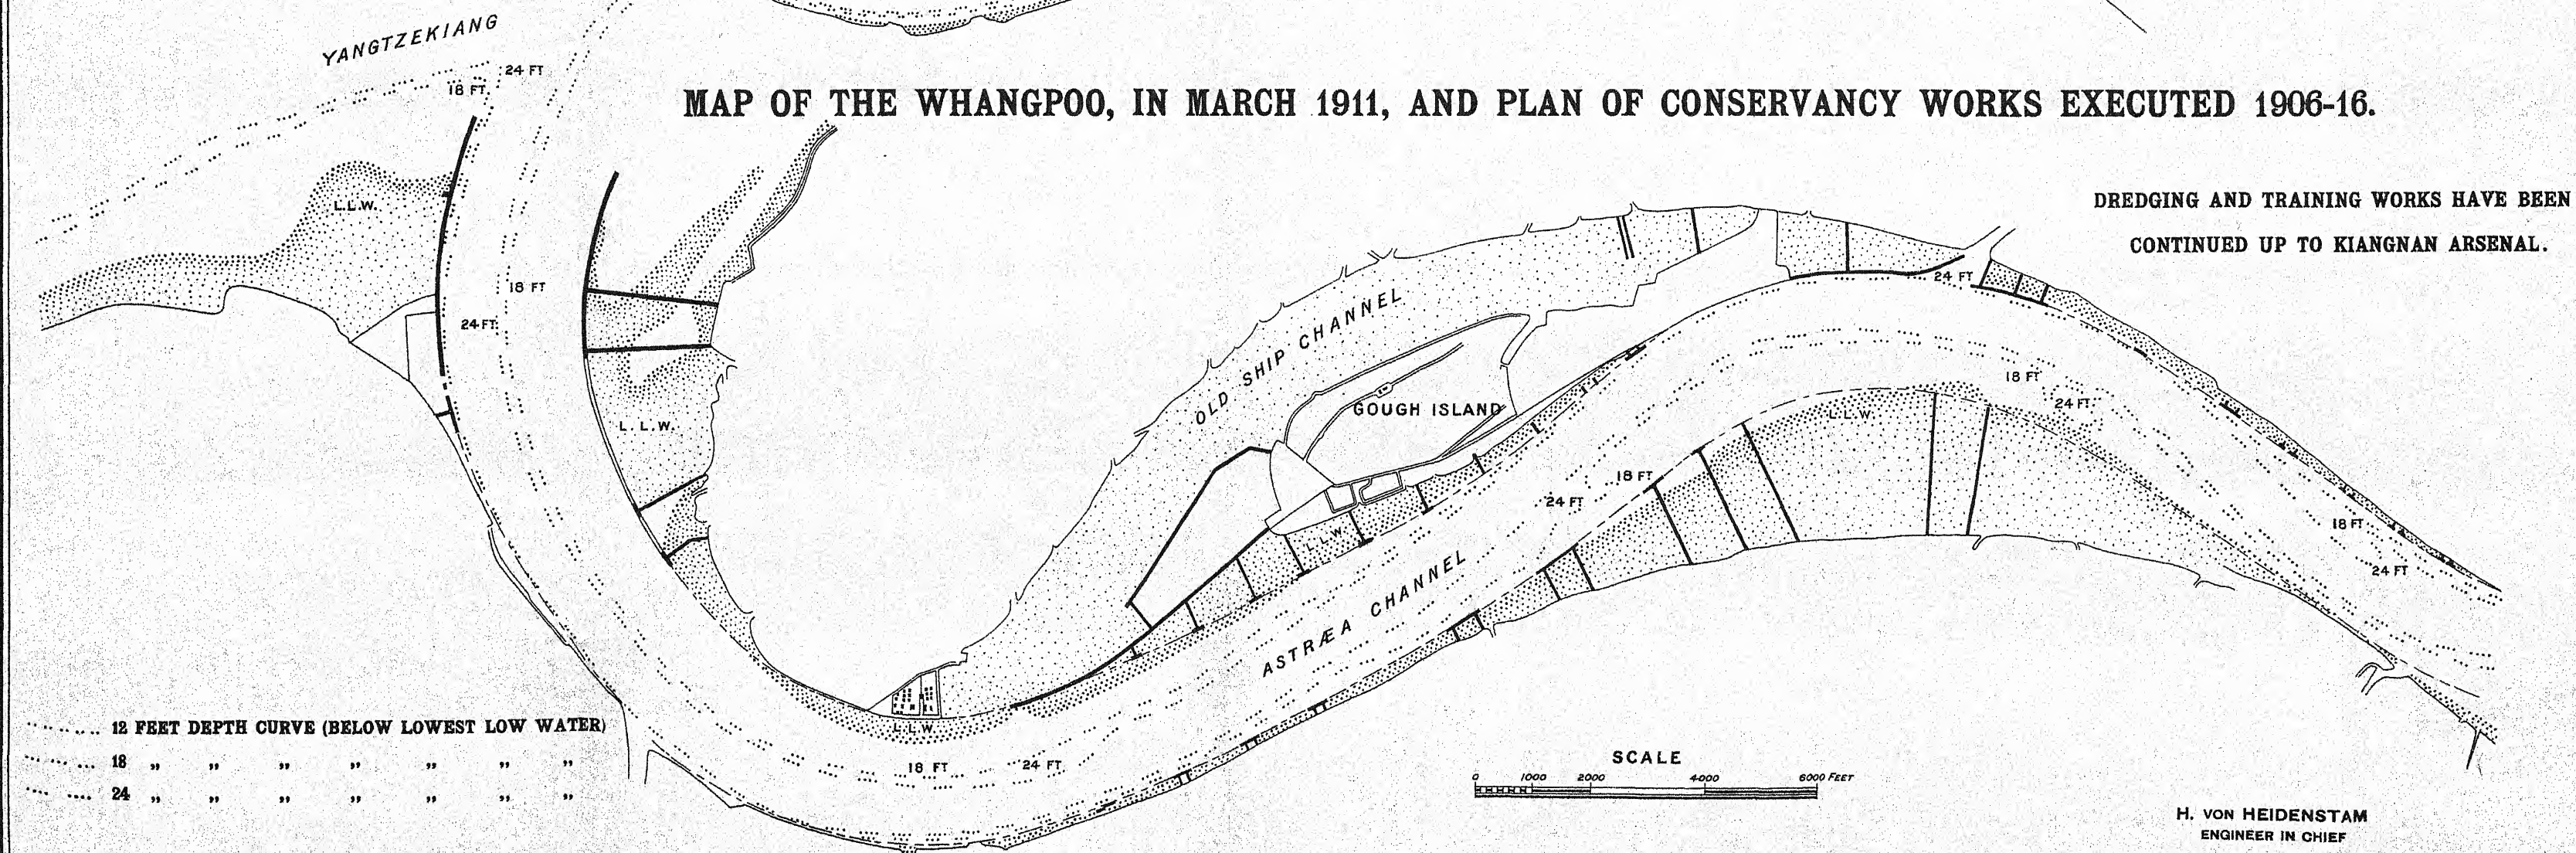 YANGTZEKIANG
24 FT
18 FT.
MAP OF THE WHANGPOO, IN MARCH 1911, AND PLAN OF CONSERVANCY WORKS EXECUTED 1906-16.
DREDGING AND TRAINING WORKS HAVE BEEN
CONTINUED UP TO KIANGNAN ARSENAL.
L.L.W.
18 FT
24 FT.
L.L.W.
OLD SHIP CHANNEL
GOUGH ISLAND
24 FT
18 FT
24 FT.
L.L.W.
18 FT
24 FT
L.L.W.
18 FT
24 FT
ASTRÆA CHANNEL
L.L.W.
18 FT
24 FT.
12 FEET DEPTH CURVE (BELOW LOWEST LOW WATER)
18 „ „ „ „ „ „ „
24 „ „ „ „ „ „ „
SCALE
0 1000 2000 4000 6000 FEET
H. VON HEIDENSTAM
ENGINEER IN CHIEF